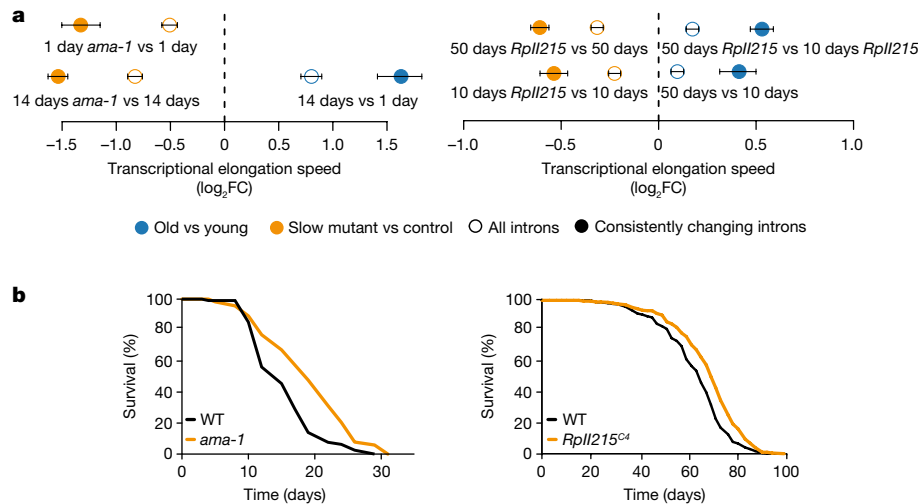 a
1 day ama-1 vs 1 day
14 days ama-1 vs 14 days
14 days vs 1 day
−1.5 −1.0 −0.5 0 0.5 1.0 1.5
Transcriptional elongation speed
(log2FC)
50 days RpII215 vs 50 days
50 days RpII215 vs 10 days RpII215
10 days RpII215 vs 10 days
50 days vs 10 days
−1.0 −0.5 0 0.5 1.0
Transcriptional elongation speed
(log2FC)
Old vs young
Slow mutant vs control
All introns
Consistently changing introns
b
100
80
60
40
20
0
Survival (%)
WT
ama-1
0 10 20 30
Time (days)
100
80
60
40
20
0
Survival (%)
WT
RpII215C4
0 20 40 60 80 100
Time (days)